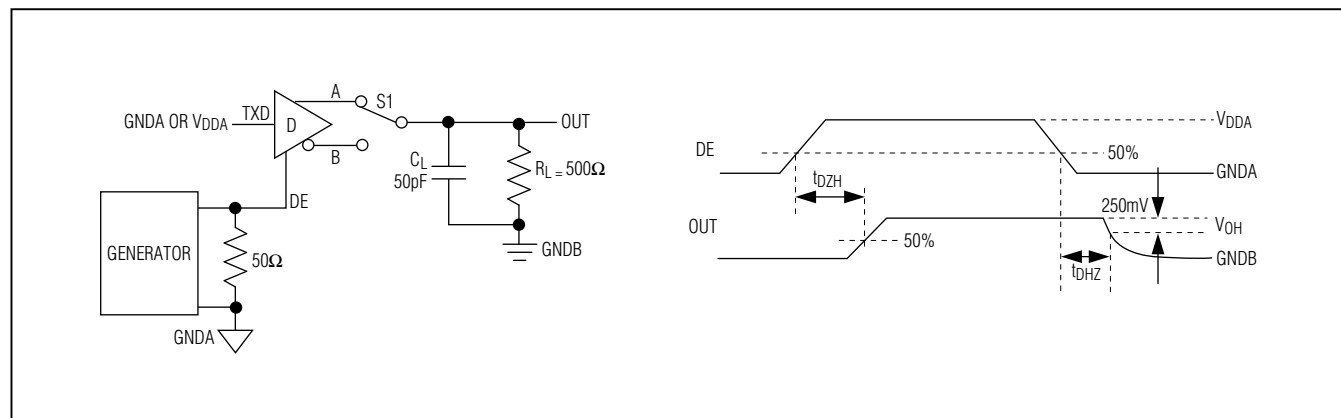 A
S1
TXD
GNDA OR VDDA
D
OUT
B
CL
50pF
RL = 500Ω
DE
GENERATOR
50Ω
GNDB
GNDA
VDDA
DE
50%
GNDA
tDZH
250mV
OUT
VOH
50%
tDHZ
GNDB